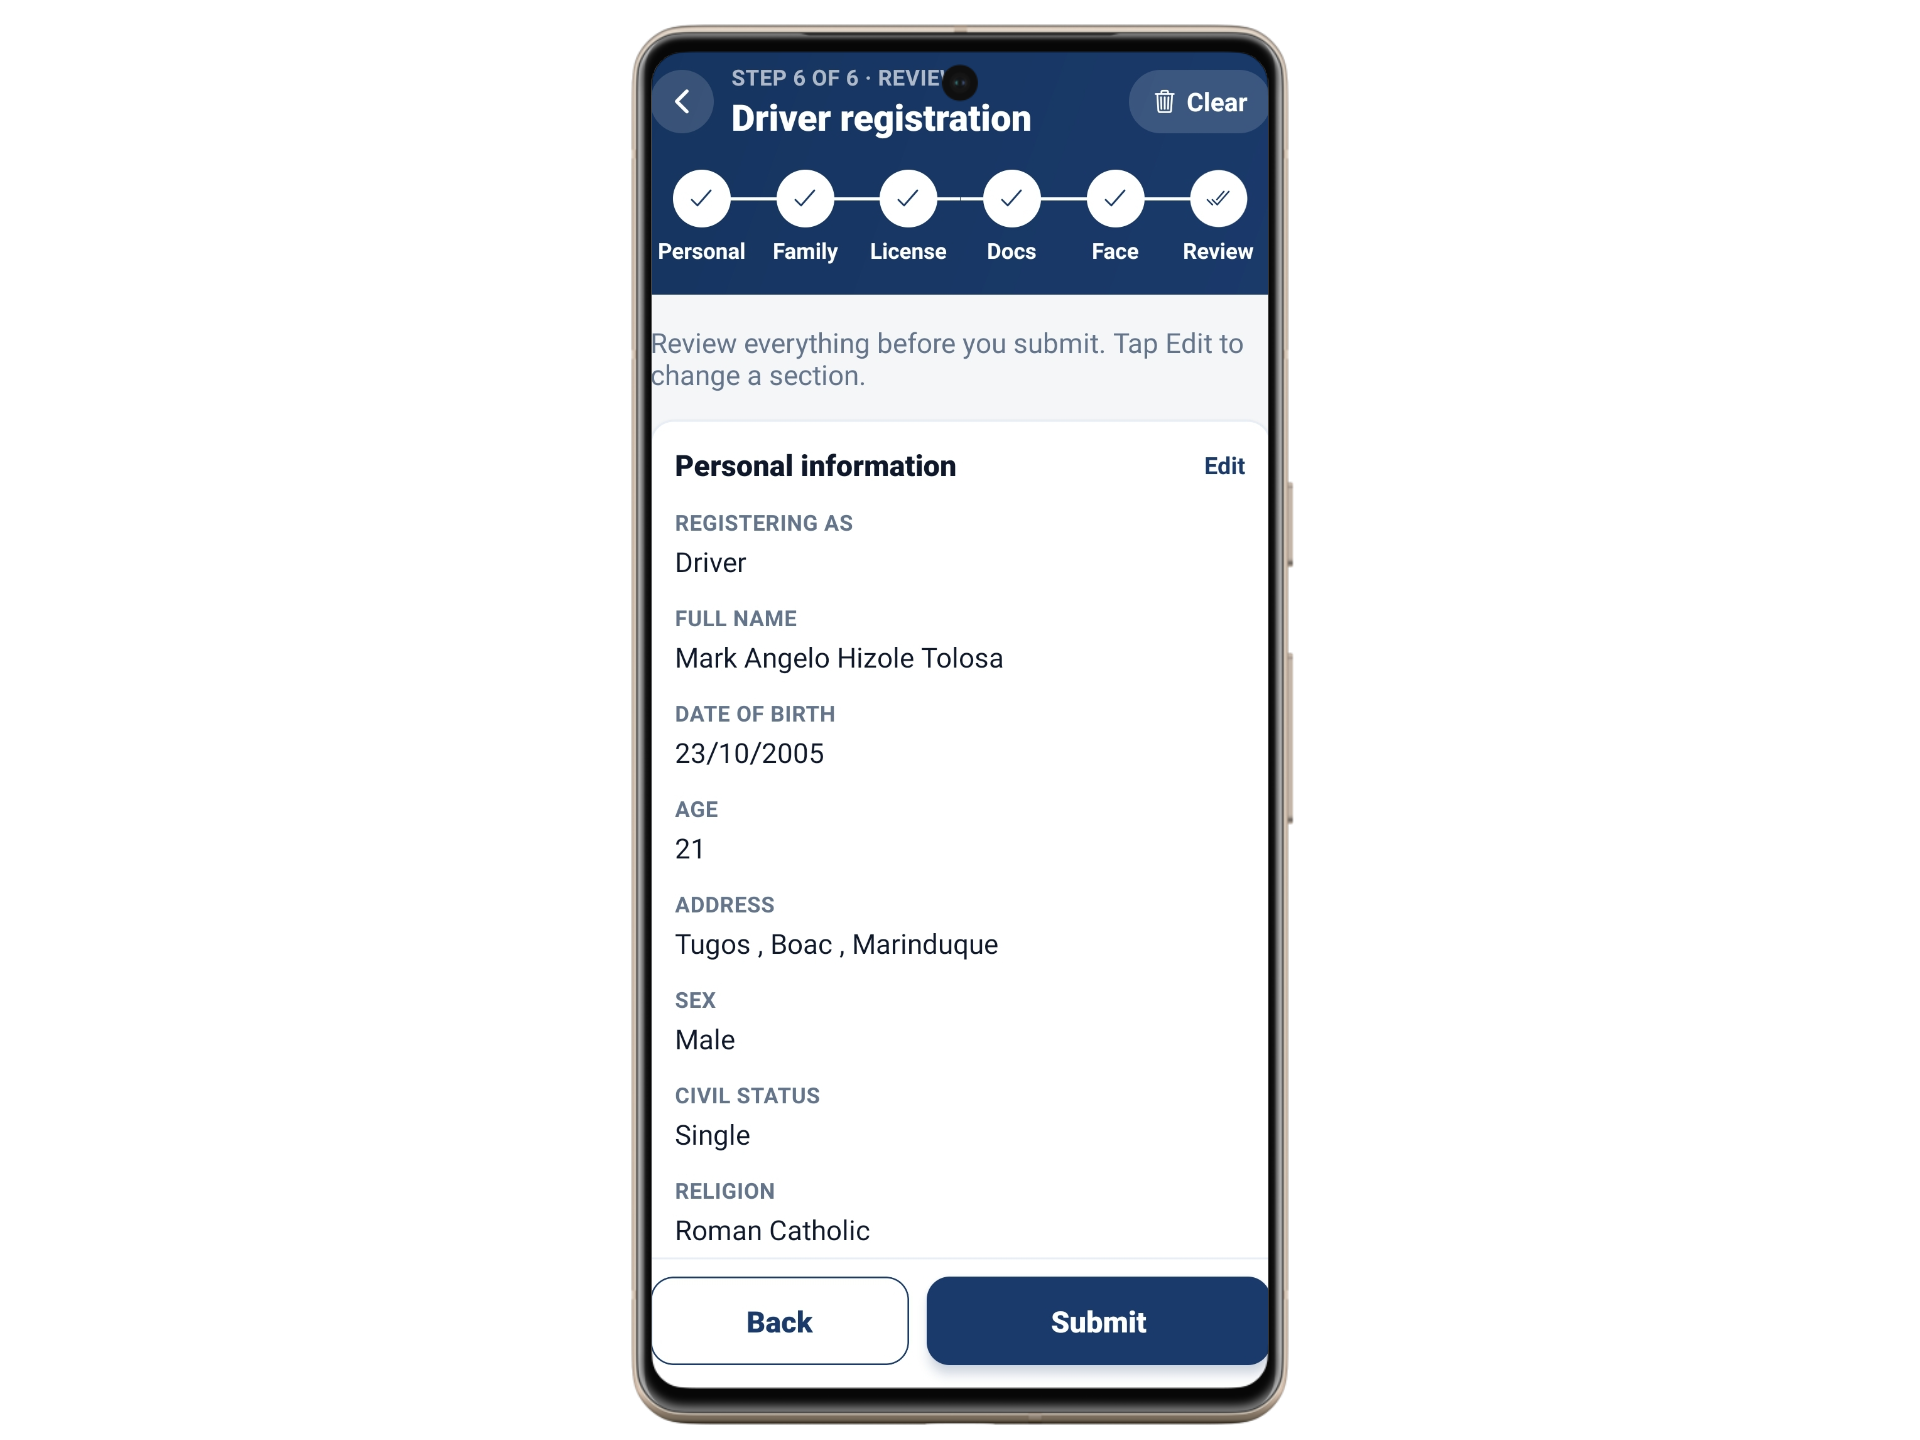 STEP 6 OF 6 · REVIEW
Driver registration
Clear
Personal
Family
License
Docs
Face
Review
Review everything before you submit. Tap Edit to
change a section.
Personal information
Edit
REGISTERING AS
Driver
FULL NAME
Mark Angelo Hizole Tolosa
DATE OF BIRTH
23/10/2005
AGE
21
ADDRESS
Tugos , Boac , Marinduque
SEX
Male
CIVIL STATUS
Single
RELIGION
Roman Catholic
Back
Submit